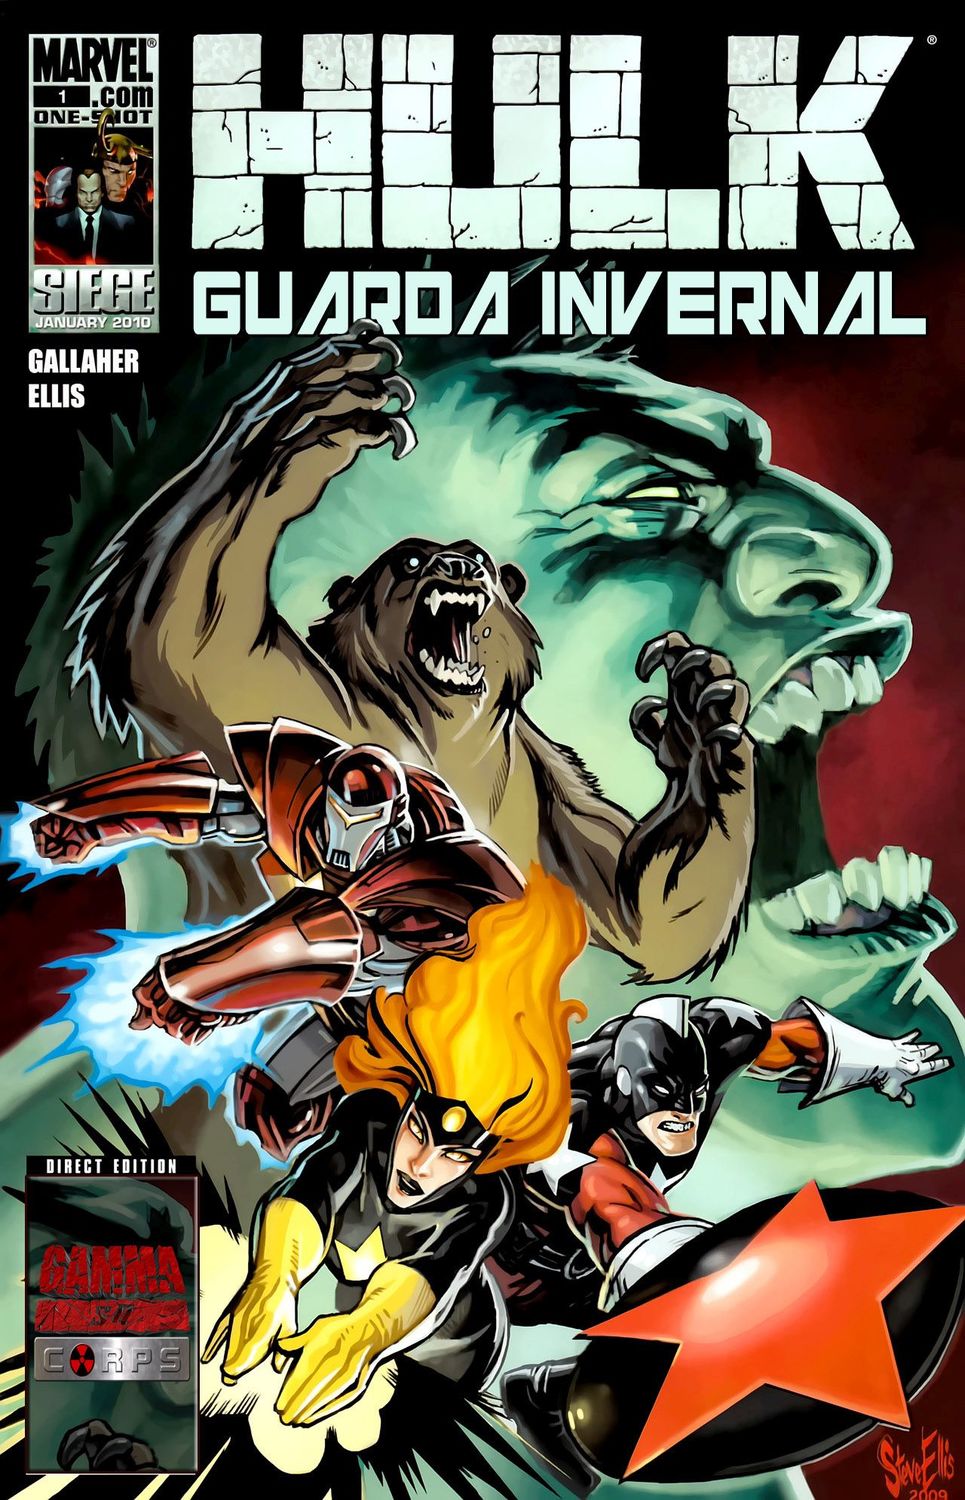 MARVEL®
1 .com
ONE-SHOT
SIEGE
JANUARY 2010
HULK®
GUARDA INVERNAL
GALLAHER
ELLIS
DIRECT EDITION
GAMMA
CORPS
Steve Ellis
2009